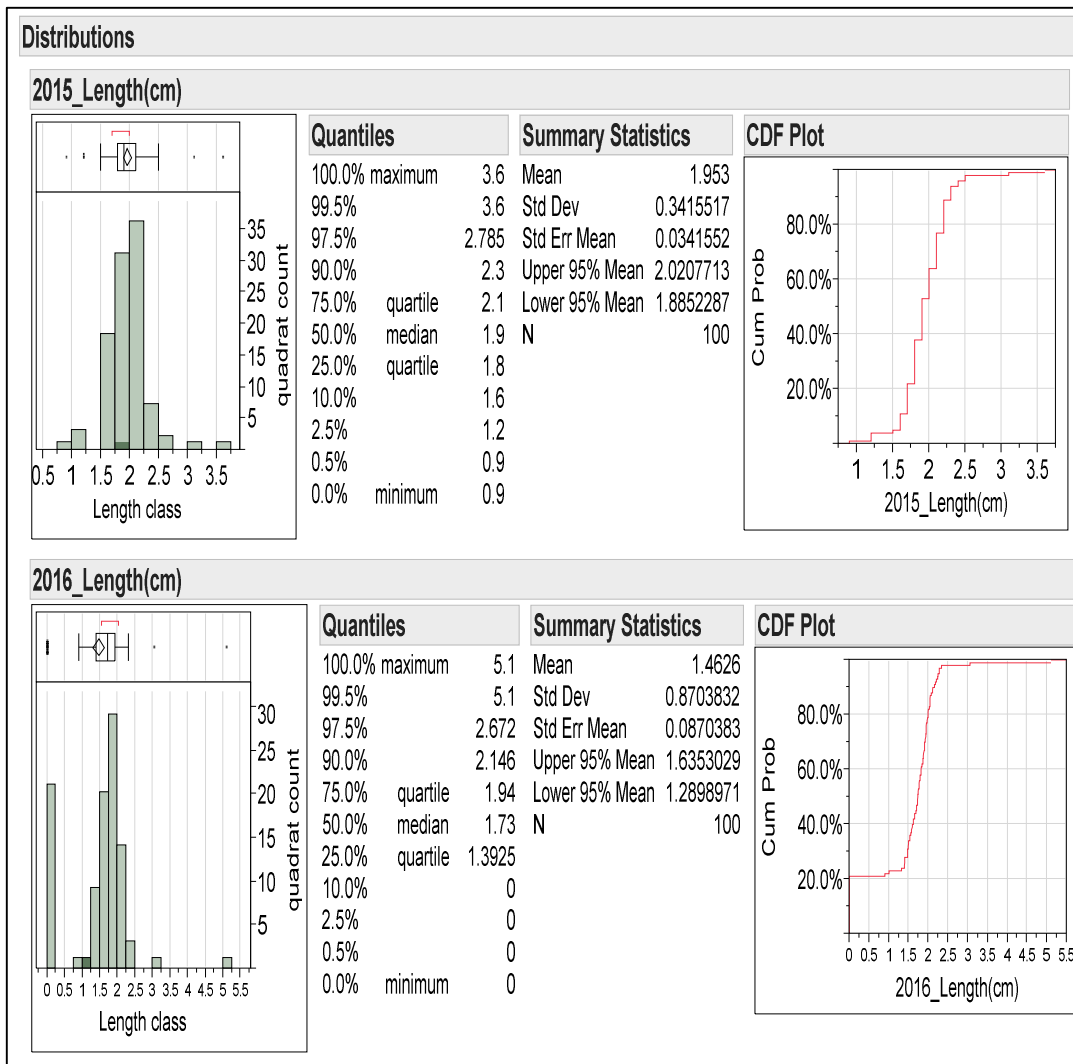 Distributions
2015_Length(cm)
35
30
25
20
15
10
5
quadrat count
0.5 1 1.5 2 2.5 3 3.5
Length class
Quantiles
100.0% maximum 3.6
99.5% 3.6
97.5% 2.785
90.0% 2.3
75.0% quartile 2.1
50.0% median 1.9
25.0% quartile 1.8
10.0% 1.6
2.5% 1.2
0.5% 0.9
0.0% minimum 0.9
Summary Statistics
Mean 1.953
Std Dev 0.3415517
Std Err Mean 0.0341552
Upper 95% Mean 2.0207713
Lower 95% Mean 1.8852287
N 100
CDF Plot
Cum Prob
80.0%
60.0%
40.0%
20.0%
1 1.5 2 2.5 3 3.5
2015_Length(cm)
2016_Length(cm)
30
25
20
15
10
5
quadrat count
0 0.5 1 1.5 2 2.5 3 3.5 4 4.5 5 5.5
Length class
Quantiles
100.0% maximum 5.1
99.5% 5.1
97.5% 2.672
90.0% 2.146
75.0% quartile 1.94
50.0% median 1.73
25.0% quartile 1.3925
10.0% 0
2.5% 0
0.5% 0
0.0% minimum 0
Summary Statistics
Mean 1.4626
Std Dev 0.8703832
Std Err Mean 0.0870383
Upper 95% Mean 1.6353029
Lower 95% Mean 1.2898971
N 100
CDF Plot
Cum Prob
80.0%
60.0%
40.0%
20.0%
0 0.5 1 1.5 2 2.5 3 3.5 4 4.5 5 5.5
2016_Length(cm)